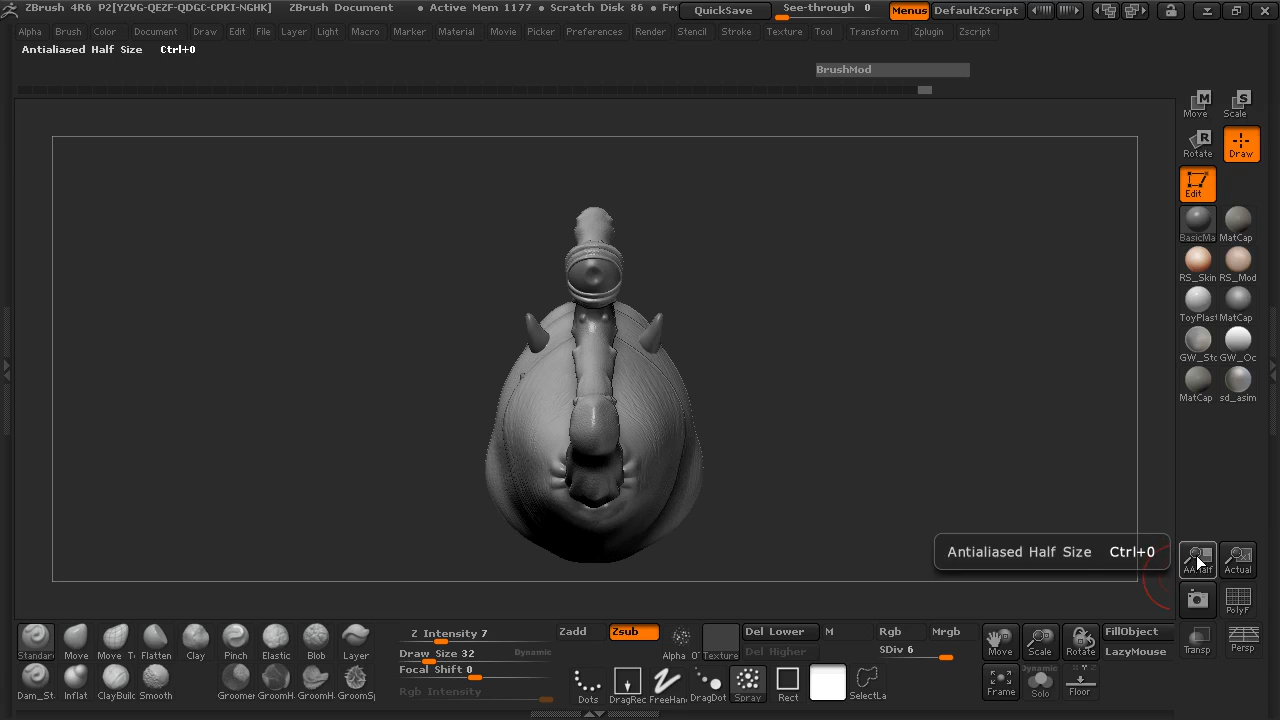 ZBrush 4R6 P2[YZVG-QEZF-QDGC-CPKI-NGHK] ZBrush Document • Active Mem 1177 • Scratch Disk 86 • Fr QuickSave See-through 0 Menus DefaultZScript
Alpha Brush Color Document Draw Edit File Layer Light Macro Marker Material Movie Picker Preferences Render Stencil Stroke Texture Tool Transform Zplugin Zscript
Antialiased Half Size Ctrl+0
BrushMod
M S
Move Scale
R
Rotate Draw
Edit
BasicMa MatCap
RS_Skin RS_Mod
ToyPlast MatCap
GW_Sto GW_Oc
MatCap sd_asim
Antialiased Half Size Ctrl+0
AAHalf Actual
PolyF
Standard Move Move T Flatten Clay Pinch Elastic Blob Layer
Dam_St Inflat ClayBuild Smooth Groomer GroomH GroomH GroomSp
Z Intensity 7
Draw Size 32 Dynamic
Focal Shift 0
Rgb Intensity
Zadd Zsub
Alpha O
Texture
Del Lower
Del Higher
M Rgb Mrgb
SDiv 6
Dots DragRec FreeHan DragDot Spray Rect SelectLa
Move Scale Rotate
FillObject
LazyMouse
Transp Persp
Frame
Dynamic
Solo
X Y Z
Floor